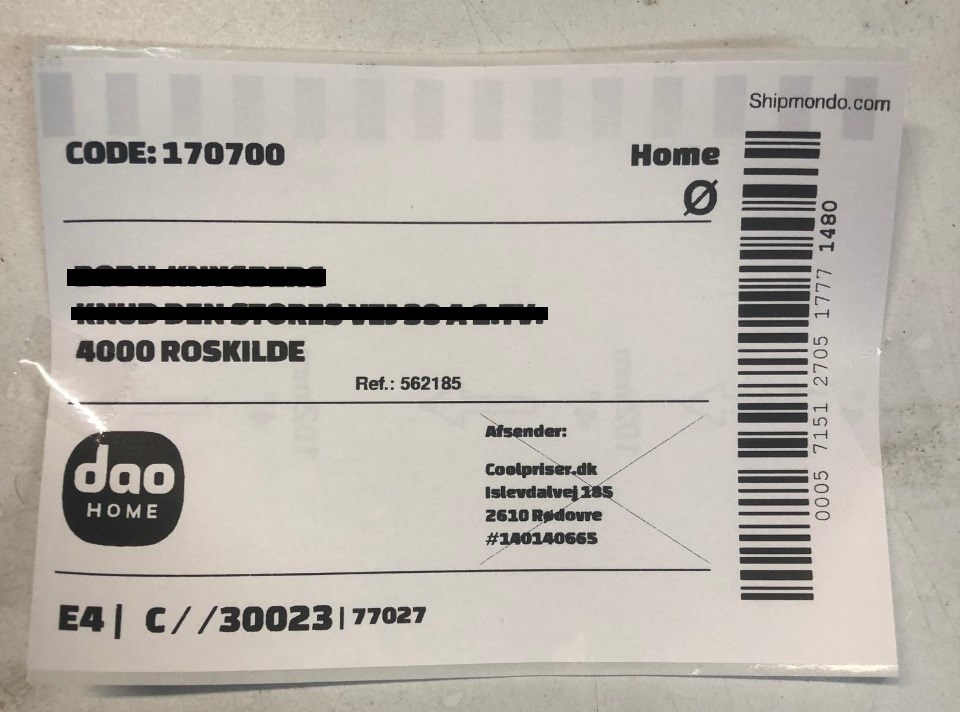 Shipmondo.com
CODE: 170700
Home
Ø
4000 ROSKILDE
Ref.: 562185
dao
HOME
Afsender:
Coolpriser.dk
Islevdalvej 185
2610 Rødovre
#140140665
E4| C//30023|77027
0005 7151 2705 1777 1480